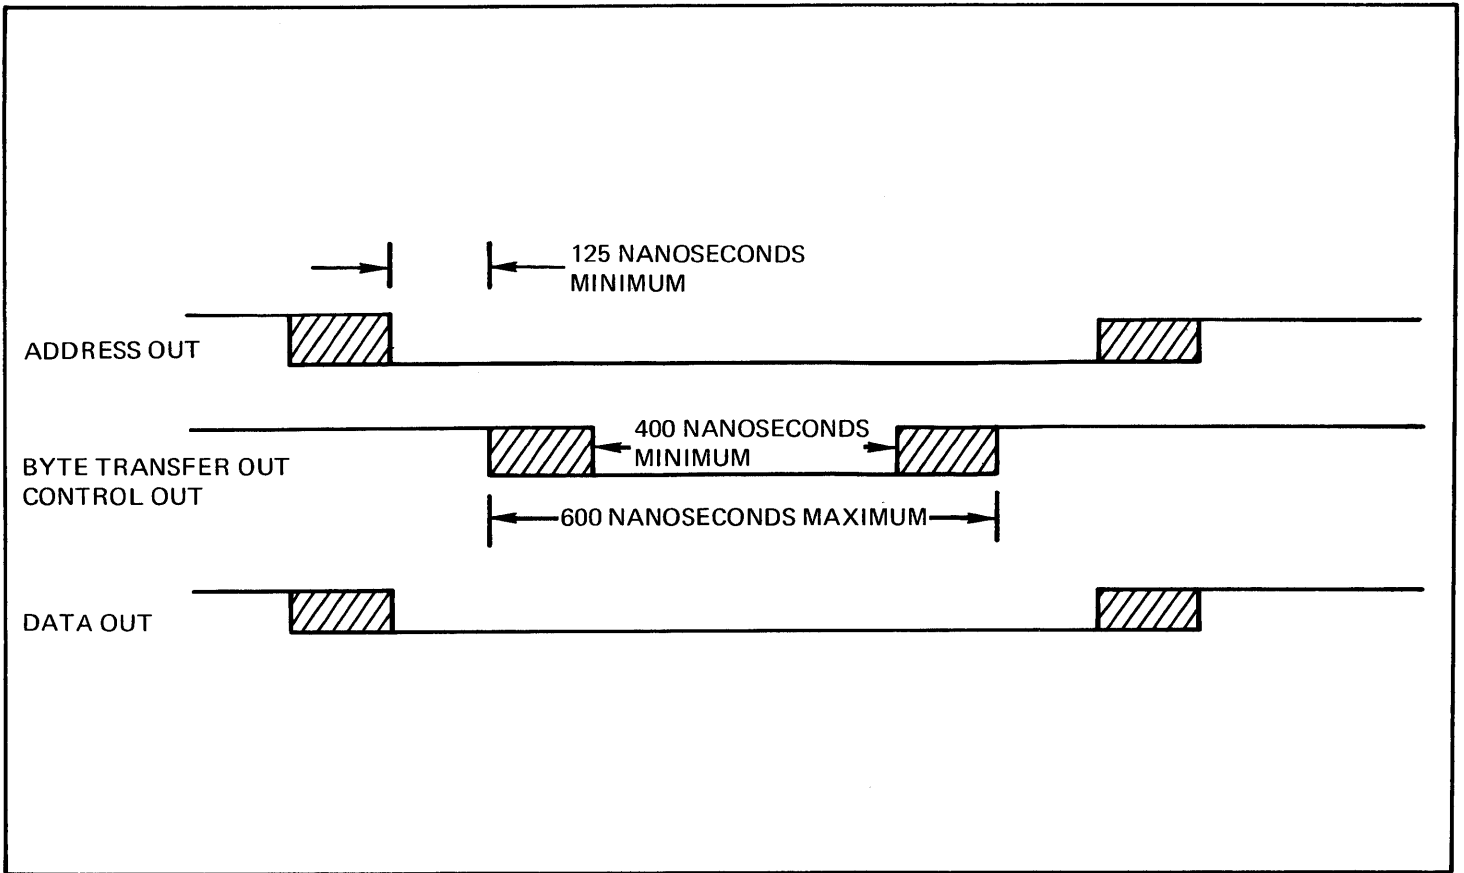 125 NANOSECONDS
MINIMUM
ADDRESS OUT
400 NANOSECONDS
MINIMUM
BYTE TRANSFER OUT
CONTROL OUT
600 NANOSECONDS MAXIMUM
DATA OUT